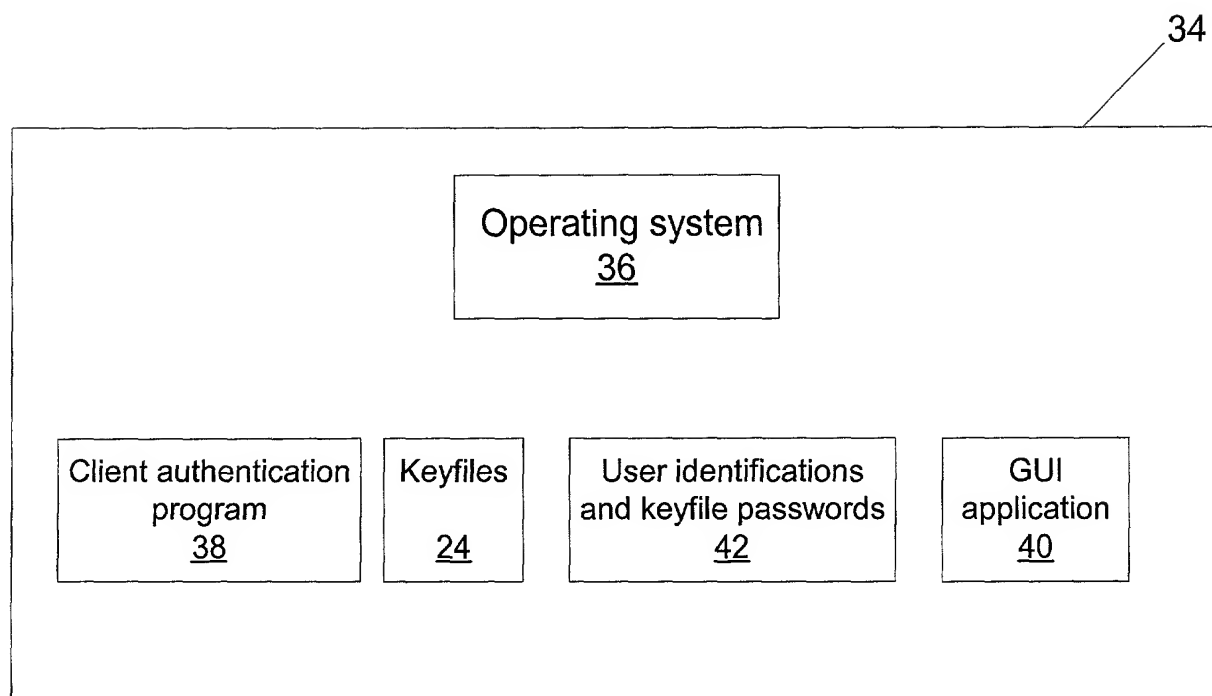 34
Operating system
36
Client authentication
program
38
Keyfiles
24
User identifications
and keyfile passwords
42
GUI
application
40